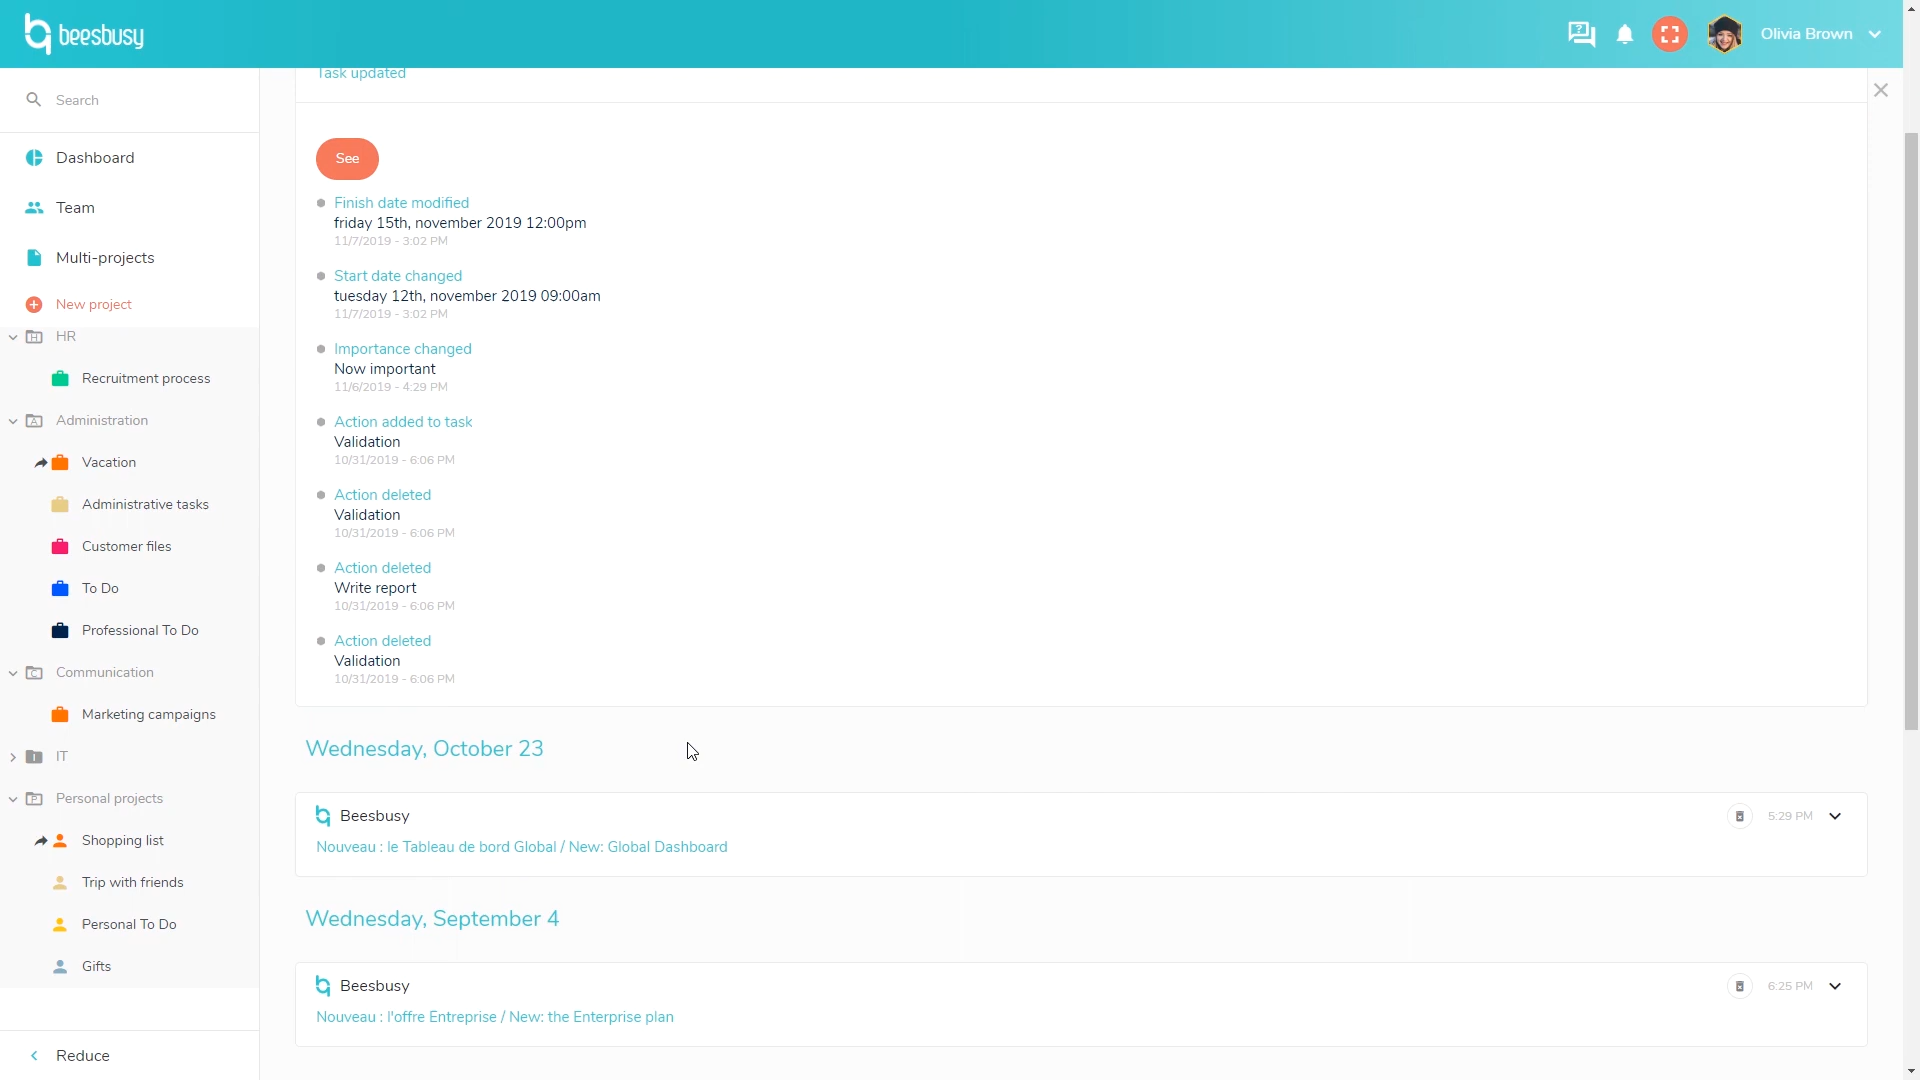 beesbusy
Olivia Brown
Search
Dashboard
Team
Multi-projects
New project
HR
Recruitment process
Administration
Vacation
Administrative tasks
Customer files
To Do
Professional To Do
Communication
Marketing campaigns
IT
Personal projects
Shopping list
Trip with friends
Personal To Do
Gifts
Reduce
Task updated
See
Finish date modified
friday 15th, november 2019 12:00pm
11/7/2019 - 3:02 PM
Start date changed
tuesday 12th, november 2019 09:00am
11/7/2019 - 3:02 PM
Importance changed
Now important
11/6/2019 - 4:29 PM
Action added to task
Validation
10/31/2019 - 6:06 PM
Action deleted
Validation
10/31/2019 - 6:06 PM
Action deleted
Write report
10/31/2019 - 6:06 PM
Action deleted
Validation
10/31/2019 - 6:06 PM
Wednesday, October 23
Beesbusy
5:29 PM
Nouveau : le Tableau de bord Global / New: Global Dashboard
Wednesday, September 4
Beesbusy
6:25 PM
Nouveau : l'offre Entreprise / New: the Enterprise plan